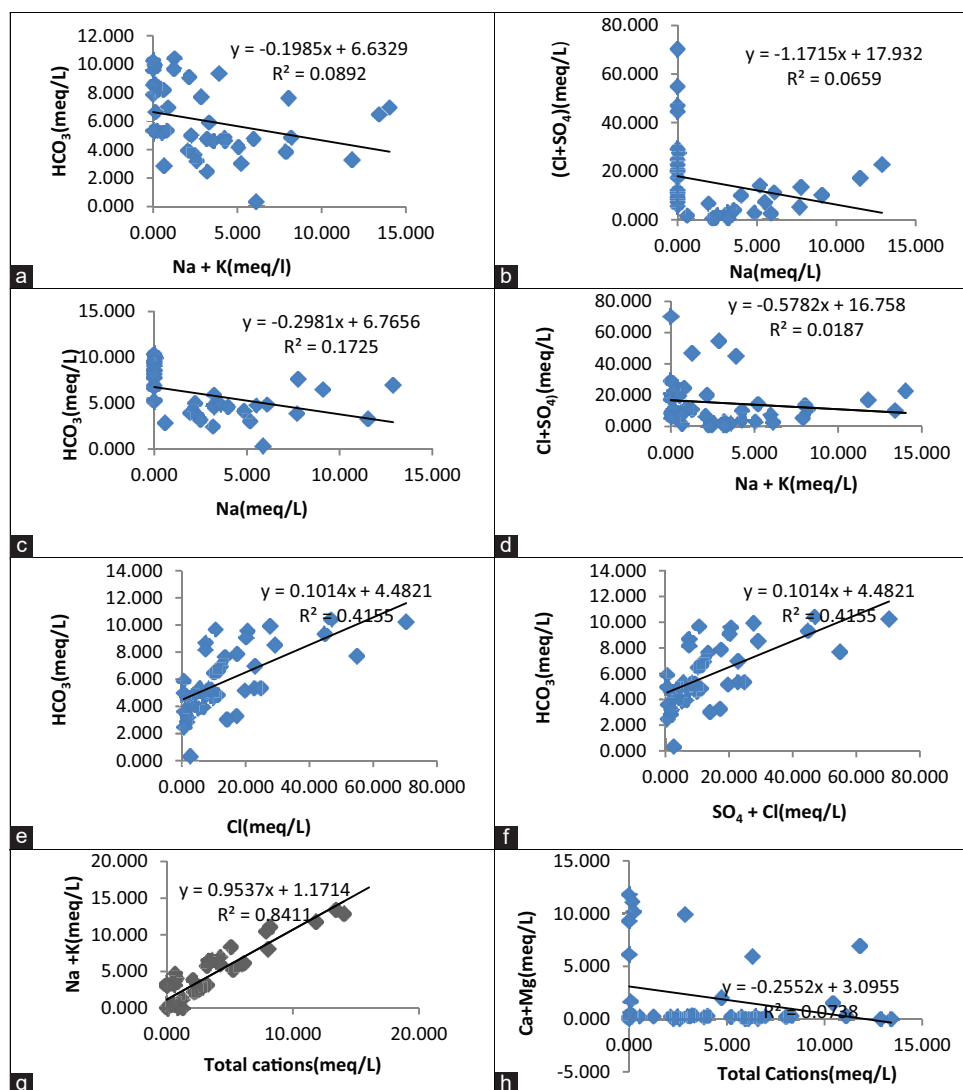 12.000
10.000
8.000
6.000
4.000
2.000
0.000
HCO3(meq/L)
y = -0.1985x + 6.6329
R² = 0.0892
0.000 5.000 10.000 15.000
Na + K(meq/l)
a
80.000
60.000
40.000
20.000
0.000
(Cl+SO4)(meq/L)
y = -1.1715x + 17.932
R² = 0.0659
0.000 5.000 10.000 15.000
Na(meq/L)
b
15.000
10.000
5.000
0.000
HCO3(meq/L)
y = -0.2981x + 6.7656
R² = 0.1725
0.000 5.000 10.000 15.000
Na(meq/L)
c
80.000
60.000
40.000
20.000
0.000
Cl+SO4)(meq/L)
y = -0.5782x + 16.758
R² = 0.0187
0.000 5.000 10.000 15.000
Na + K(meq/L)
d
14.000
12.000
10.000
8.000
6.000
4.000
2.000
0.000
HCO3(meq/L)
y = 0.1014x + 4.4821
R² = 0.4155
0.000 20.000 40.000 60.000 80.000
Cl(meq/L)
e
14.000
12.000
10.000
8.000
6.000
4.000
2.000
0.000
HCO3(meq/L)
y = 0.1014x + 4.4821
R² = 0.4155
0.000 20.000 40.000 60.000 80.000
SO4 + Cl(meq/L)
f
20.000
15.000
10.000
5.000
0.000
Na +K(meq/L)
y = 0.9537x + 1.1714
R² = 0.8411
0.000 10.000 20.000
Total cations(meq/L)
g
15.000
10.000
5.000
0.000
-5.000
Ca+Mg(meq/L)
y = -0.2552x + 3.0955
R² = 0.0738
0.000 5.000 10.000 15.000
Total Cations(meq/L)
h